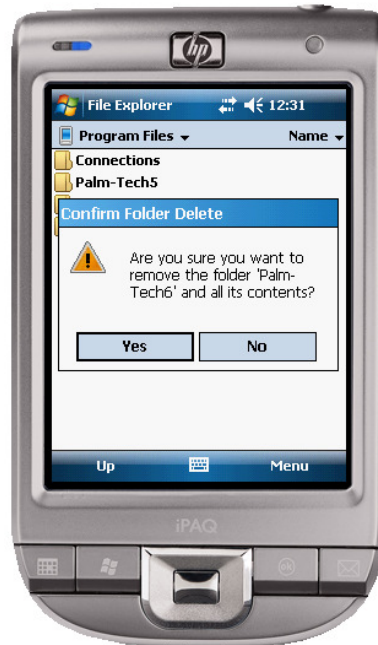 hp
File Explorer 12:31
Program Files Name
Connections
Palm-Tech5
Confirm Folder Delete
Are you sure you want to
remove the folder 'Palm-
Tech6' and all its contents?
Yes No
Up Menu
iPAQ
ok